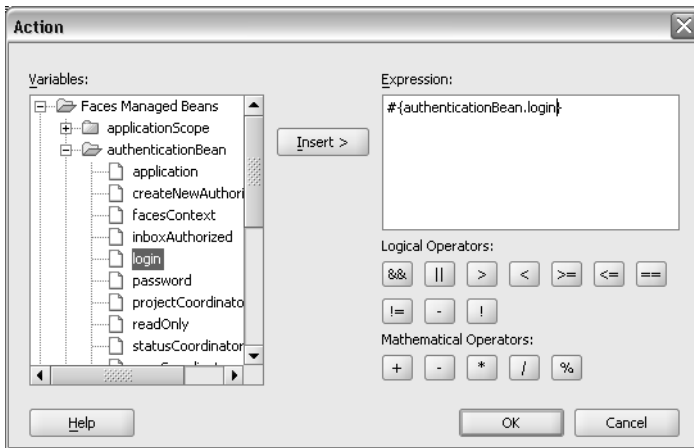 Action
Variables:
Faces Managed Beans
applicationScope
authenticationBean
application
createNewAuthori
facesContext
inboxAuthorized
login
password
projectCoordinato
readOnly
statusCoordinator
Insert >
Expression:
#{authenticationBean.login}
Logical Operators:
&& || > < >= <= ==
!= - !
Mathematical Operators:
+ - * / %
Help
OK
Cancel